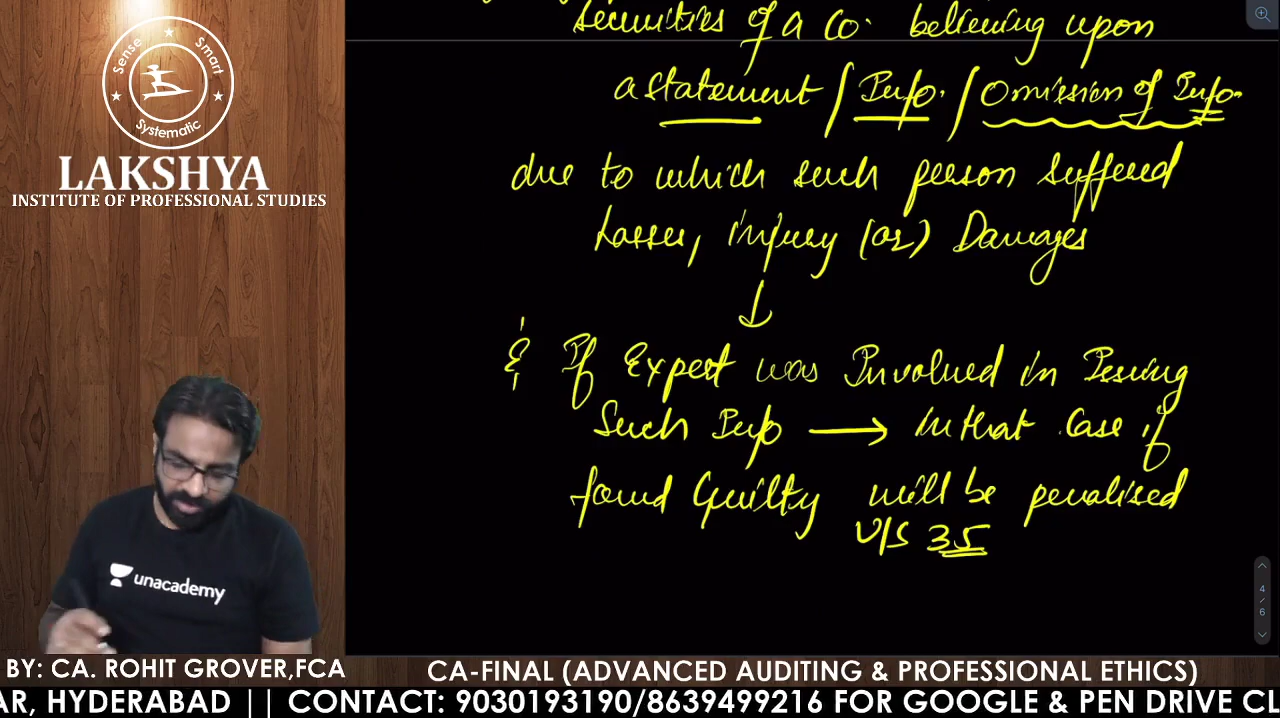 Securities of a Co. believing upon
a statement / Info. / Omission of Info.
due to which such person suffered
Losses, injury (or) Damages
& If Expert was Involved in Issuing
Such Info → In that Case if
found Guilty will be penalised
U/S 35
Sense
Smart
Systematic
LAKSHYA
INSTITUTE OF PROFESSIONAL STUDIES
unacademy
4
/
6
BY: CA. ROHIT GROVER,FCA
CA-FINAL (ADVANCED AUDITING & PROFESSIONAL ETHICS)
AR, HYDERABAD || CONTACT: 9030193190/8639499216 FOR GOOGLE & PEN DRIVE CL